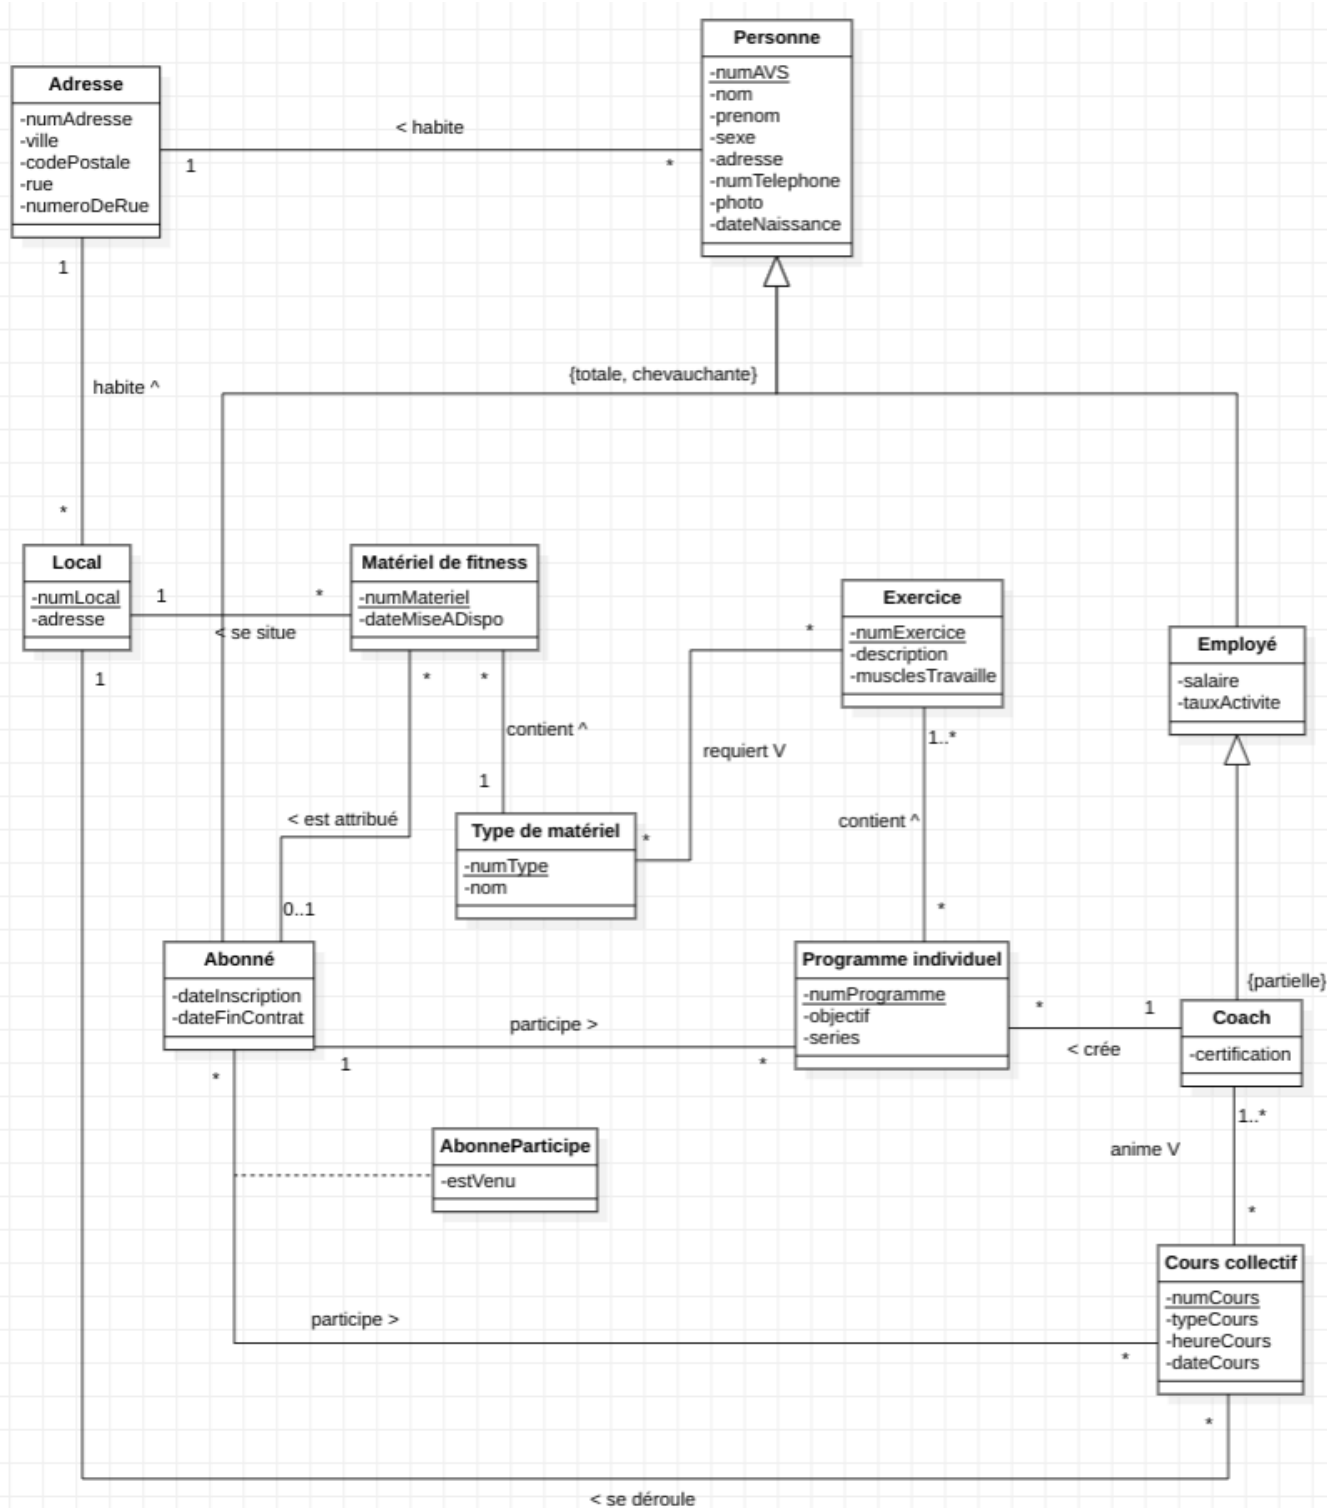 Personne
-numAVS
-nom
-prenom
-sexe
-adresse
-numTelephone
-photo
-dateNaissance
Adresse
-numAdresse
-ville
-codePostale
-rue
-numeroDeRue
< habite
1
*
1
habite ^
*
{totale, chevauchante}
Local
-numLocal
-adresse
1
*
< se situe
1
Matériel de fitness
-numMateriel
-dateMiseADispo
*
*
contient ^
1
< est attribué
0..1
Type de matériel
-numType
-nom
*
requiert V
*
Exercice
-numExercice
-description
-musclesTravaille
1..*
contient ^
*
Employé
-salaire
-tauxActivite
{partielle}
Abonné
-dateInscription
-dateFinContrat
participe >
1
*
Programme individuel
-numProgramme
-objectif
-series
*
1
< crée
Coach
-certification
1..*
anime V
*
*
AbonneParticipe
-estVenu
participe >
*
Cours collectif
-numCours
-typeCours
-heureCours
-dateCours
*
< se déroule